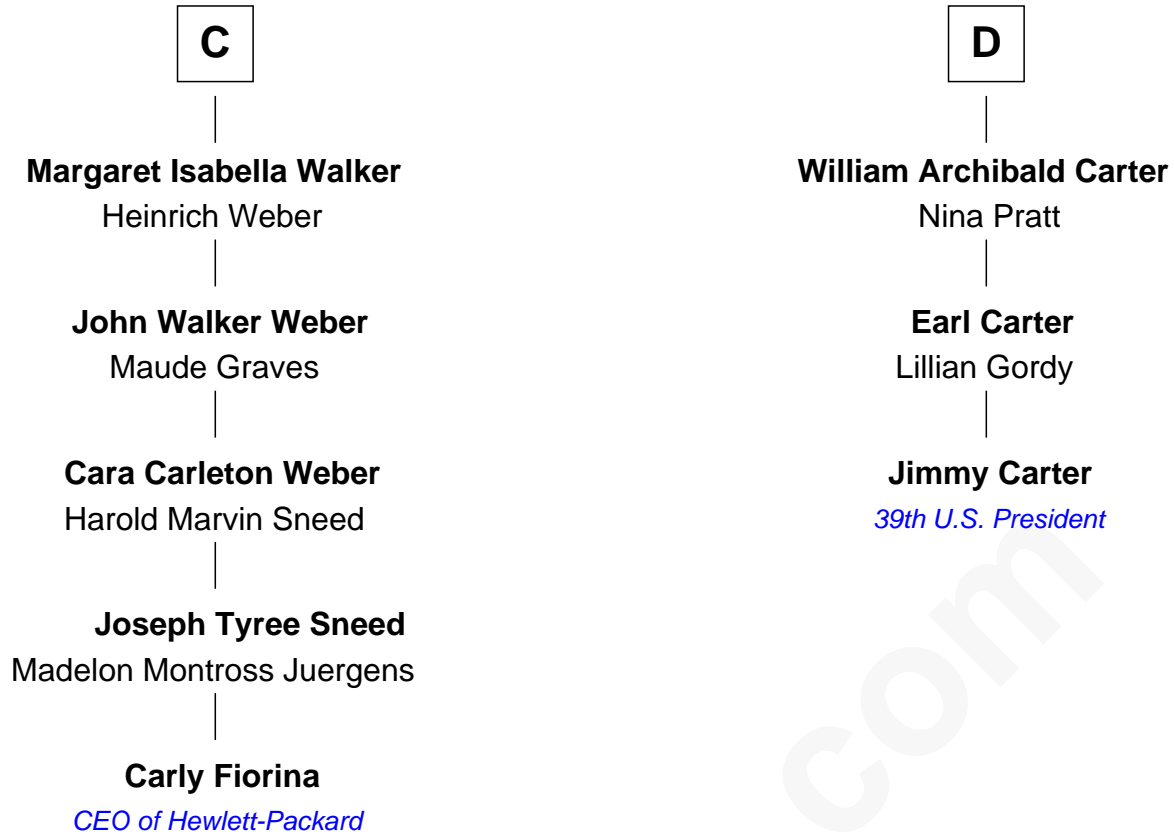 C
Margaret Isabella Walker
Heinrich Weber
John Walker Weber
Maude Graves
Cara Carleton Weber
Harold Marvin Sneed
Joseph Tyree Sneed
Madelon Montross Juergens
Carly Fiorina
CEO of Hewlett-Packard
D
William Archibald Carter
Nina Pratt
Earl Carter
Lillian Gordy
Jimmy Carter
39th U.S. President
com